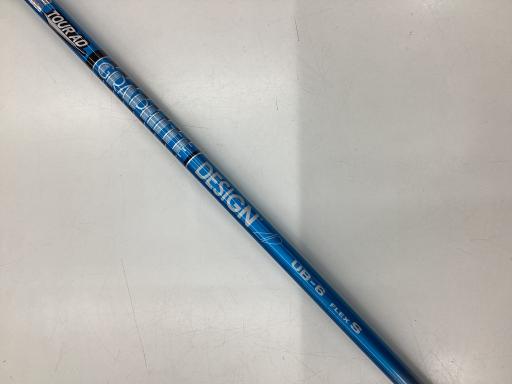 TOUR AD
GRAPHITE DESIGN
UB-6
FLEX S